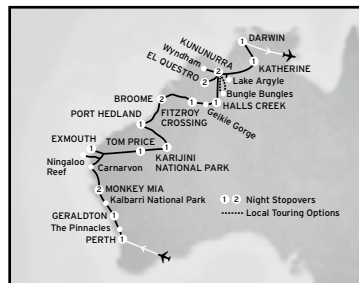 DARWIN
KUNUNURRA
Wyndham
EL QUESTRO
KATHERINE
Lake Argyle
Bungle Bungles
HALLS CREEK
BROOME
FITZROY
CROSSING
Geikie Gorge
PORT HEDLAND
EXMOUTH
TOM PRICE
Ningaloo
Reef
Carnarvon
KARIJINI
NATIONAL PARK
MONKEY MIA
Kalbarri National Park
1 2 Night Stopovers
Local Touring Options
GERALDTON
The Pinnacles
PERTH